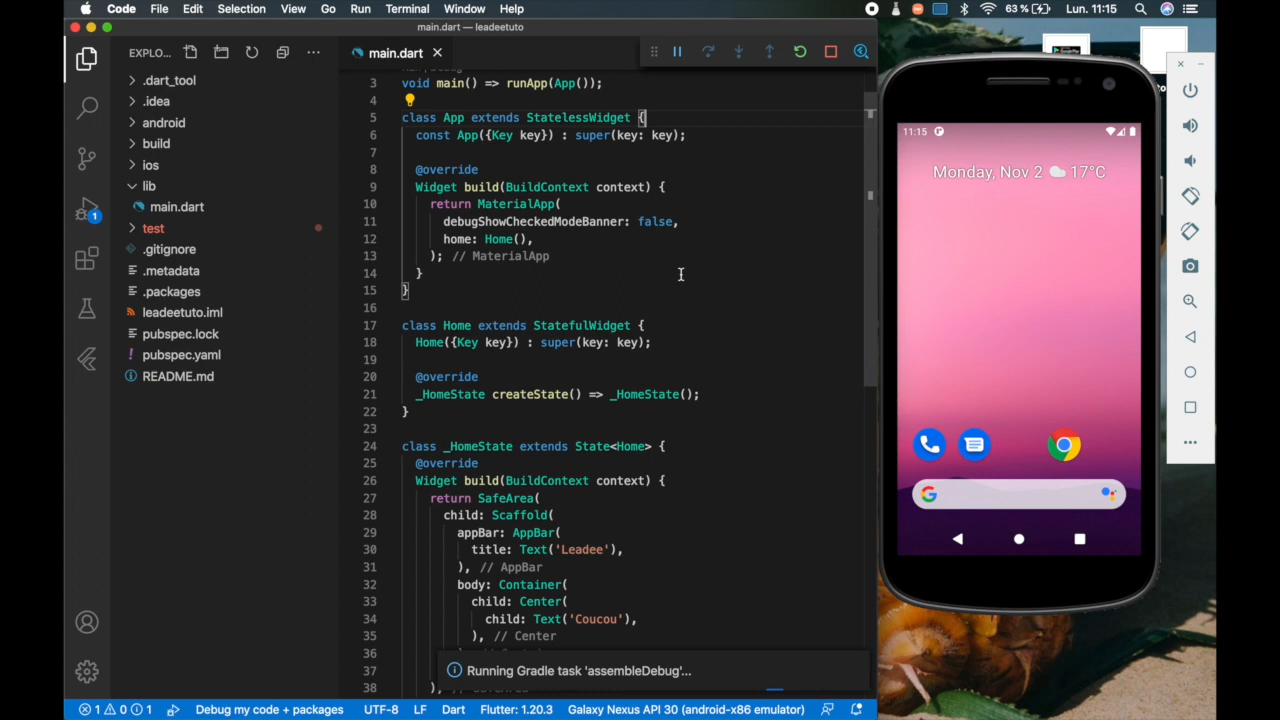 Code File Edit Selection View Go Run Terminal Window Help
63 % Lun. 11:15
main.dart — leadeetuto
EXPLO...
main.dart
.dart_tool
.idea
android
build
ios
lib
main.dart
test
.gitignore
.metadata
.packages
leadeetuto.iml
pubspec.lock
pubspec.yaml
README.md
1
3 void main() => runApp(App());
4
5 class App extends StatelessWidget {
6 const App({Key key}) : super(key: key);
7
8 @override
9 Widget build(BuildContext context) {
10 return MaterialApp(
11 debugShowCheckedModeBanner: false,
12 home: Home(),
13 ); // MaterialApp
14 }
15 }
16
17 class Home extends StatefulWidget {
18 Home({Key key}) : super(key: key);
19
20 @override
21 _HomeState createState() => _HomeState();
22 }
23
24 class _HomeState extends State<Home> {
25 @override
26 Widget build(BuildContext context) {
27 return SafeArea(
28 child: Scaffold(
29 appBar: AppBar(
30 title: Text('Leadee'),
31 ), // AppBar
32 body: Container(
33 child: Center(
34 child: Text('Coucou'),
35 ), // Center
36
37
38
Running Gradle task 'assembleDebug'...
1 0 1 Debug my code + packages UTF-8 LF Dart Flutter: 1.20.3 Galaxy Nexus API 30 (android-x86 emulator)
11:15
Monday, Nov 2 17°C